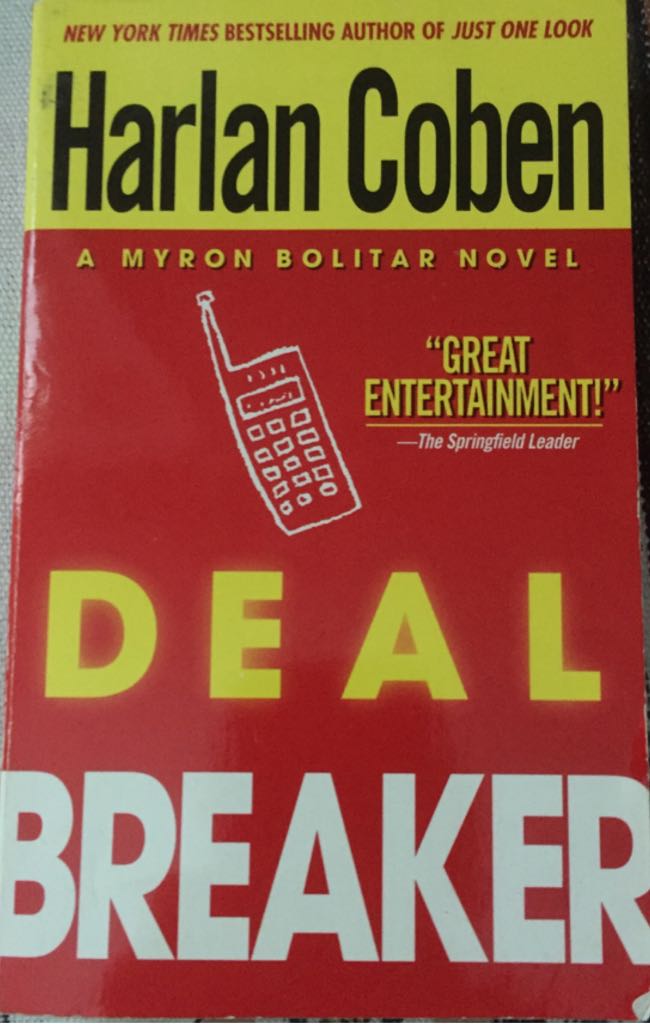 NEW YORK TIMES BESTSELLING AUTHOR OF JUST ONE LOOK
Harlan Coben
A MYRON BOLITAR NOVEL
“GREAT
ENTERTAINMENT!”
—The Springfield Leader
DEAL
BREAKER